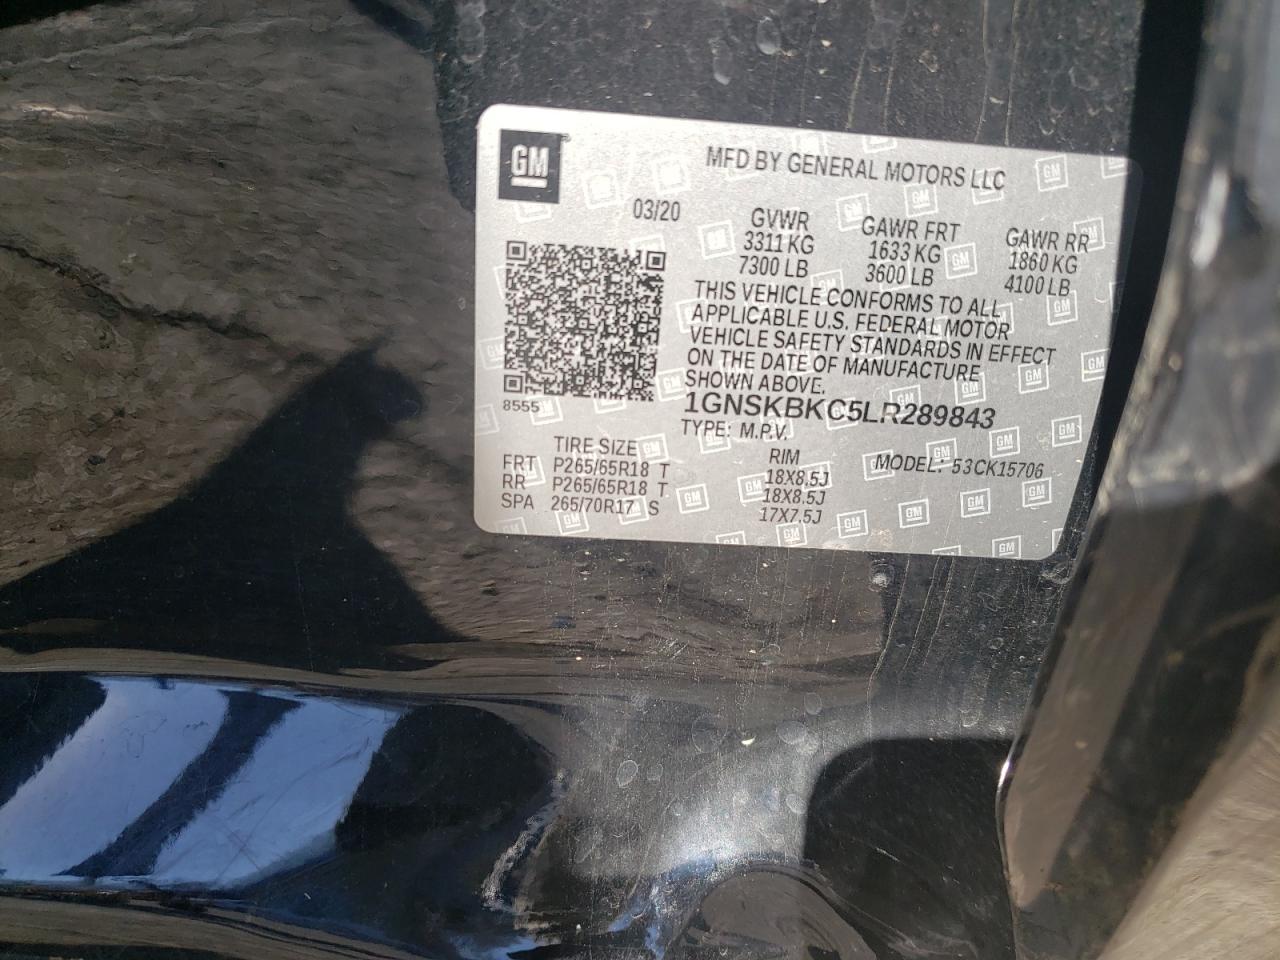 GM
MFD BY GENERAL MOTORS LLC
03/20
GVWR GAWR FRT GAWR RR
3311 KG 1633 KG 1860 KG
7300 LB 3600 LB 4100 LB
THIS VEHICLE CONFORMS TO ALL
APPLICABLE U.S. FEDERAL MOTOR
VEHICLE SAFETY STANDARDS IN EFFECT
ON THE DATE OF MANUFACTURE
SHOWN ABOVE.
8555
1GNSKBKC5LR289843
TYPE: M.P.V.
TIRE SIZE RIM MODEL: 53CK15706
FRT P265/65R18 T 18X8.5J
RR P265/65R18 T 18X8.5J
SPA 265/70R17 S 17X7.5J